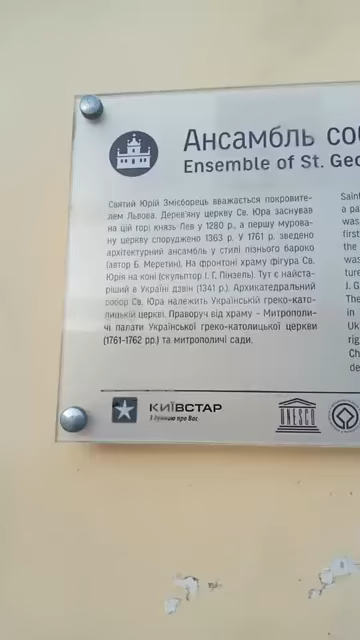 Ансамбль соб
Ensemble of St. Geo
Святий Юрій Змієборець вважається покровите-
лем Львова. Дерев'яну церкву Св. Юра заснував
на цій горі князь Лев у 1280 р., а першу мурова-
ну церкву споруджено 1363 р. У 1761 р. зведено
архітектурний ансамбль у стилі пізнього бароко
(автор Б. Меретин). На фронтоні храму фігура Св.
Юрія на коні (скульптор І. Г. Пінзель). Тут є найста-
ріший в Україні дзвін (1341 р.). Архикатедральний
собор Св. Юра належить Українській греко-като-
лицькій церкві. Праворуч від храму - Митрополи-
чі палати Української греко-католицької церкви
(1761-1762 рр.) та митрополичі сади.
Saint
a pa
was
first
the
was
ture
J. G
The
in
Uk
rig
Ch
de
КИЇВСТАР
З думкою про Вас
UNESCO